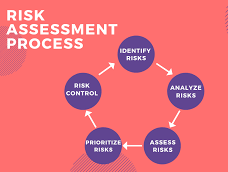 RISK
ASSESSMENT
PROCESS
IDENTIFY
RISKS
ANALYZE
RISKS
ASSESS
RISKS
PRIORITIZE
RISKS
RISK
CONTROL